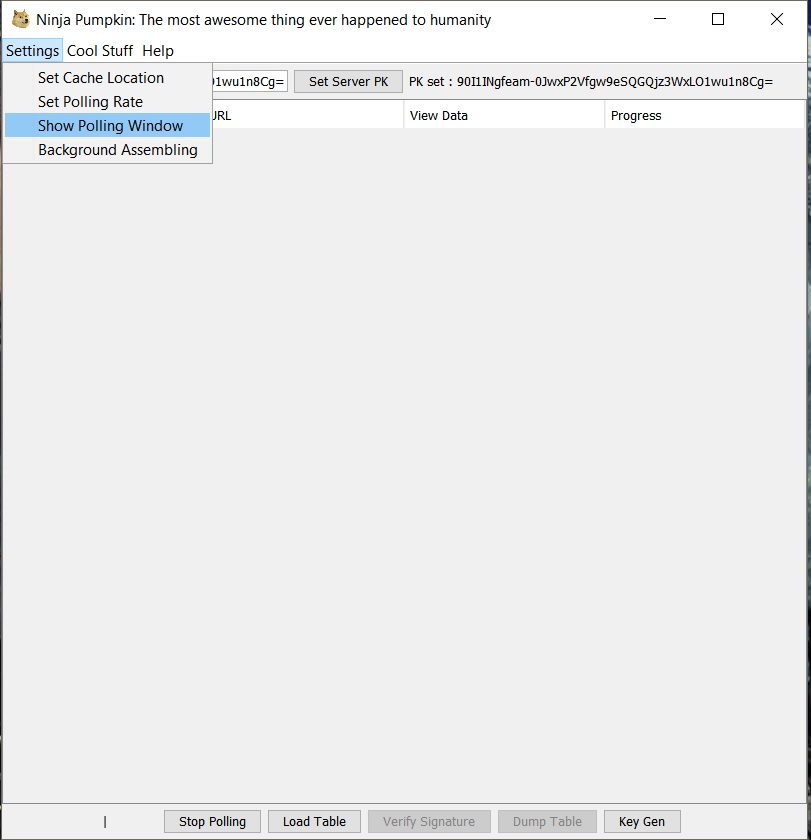 Ninja Pumpkin: The most awesome thing ever happened to humanity
Settings Cool Stuff Help
Set Cache Location
Set Polling Rate
Show Polling Window
Background Assembling
O1wu1n8Cg= Set Server PK PK set : 90I1INgfeam-0JwxP2Vfgw9eSQGQjz3WxLO1wu1n8Cg=
URL View Data Progress
| Stop Polling Load Table Verify Signature Dump Table Key Gen